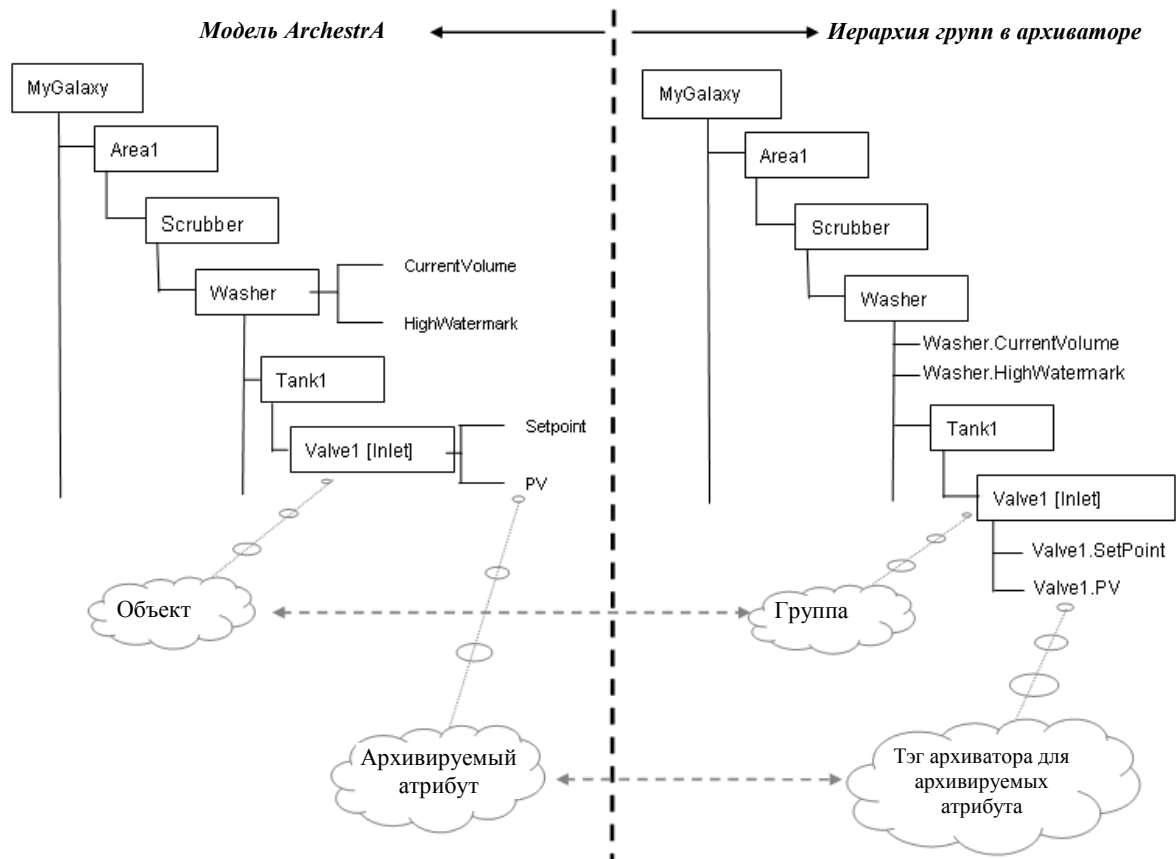 Модель ArchestrA
MyGalaxy
Area1
Scrubber
Washer
CurrentVolume
HighWatermark
Tank1
Valve1 [Inlet]
Setpoint
PV
Объект
Архивируемый
атрибут
Иерархия групп в архиваторе
MyGalaxy
Area1
Scrubber
Washer
Washer.CurrentVolume
Washer.HighWatermark
Tank1
Valve1 [Inlet]
Valve1.SetPoint
Valve1.PV
Группа
Тэг архиватора для
архивируемых
атрибута